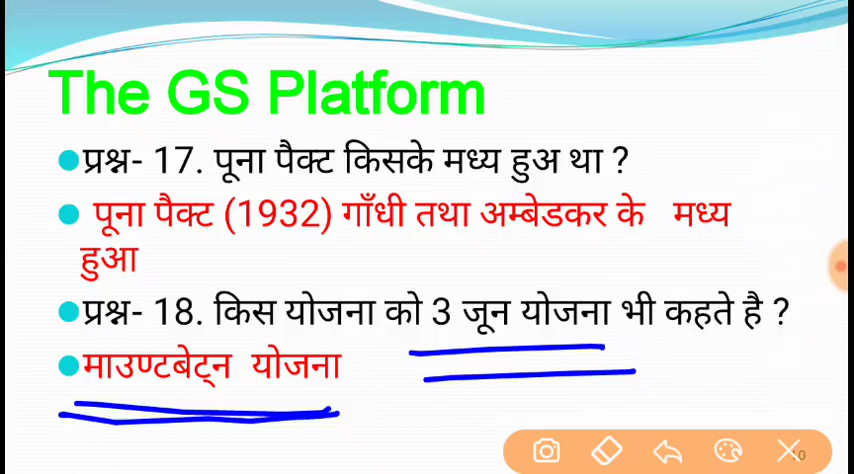 The GS Platform
प्रश्न- 17. पूना पैक्ट किसके मध्य हुअ था ?
पूना पैक्ट (1932) गाँधी तथा अम्बेडकर के मध्य
हुआ
प्रश्न- 18. किस योजना को 3 जून योजना भी कहते है ?
माउण्टबेट्न योजना
10